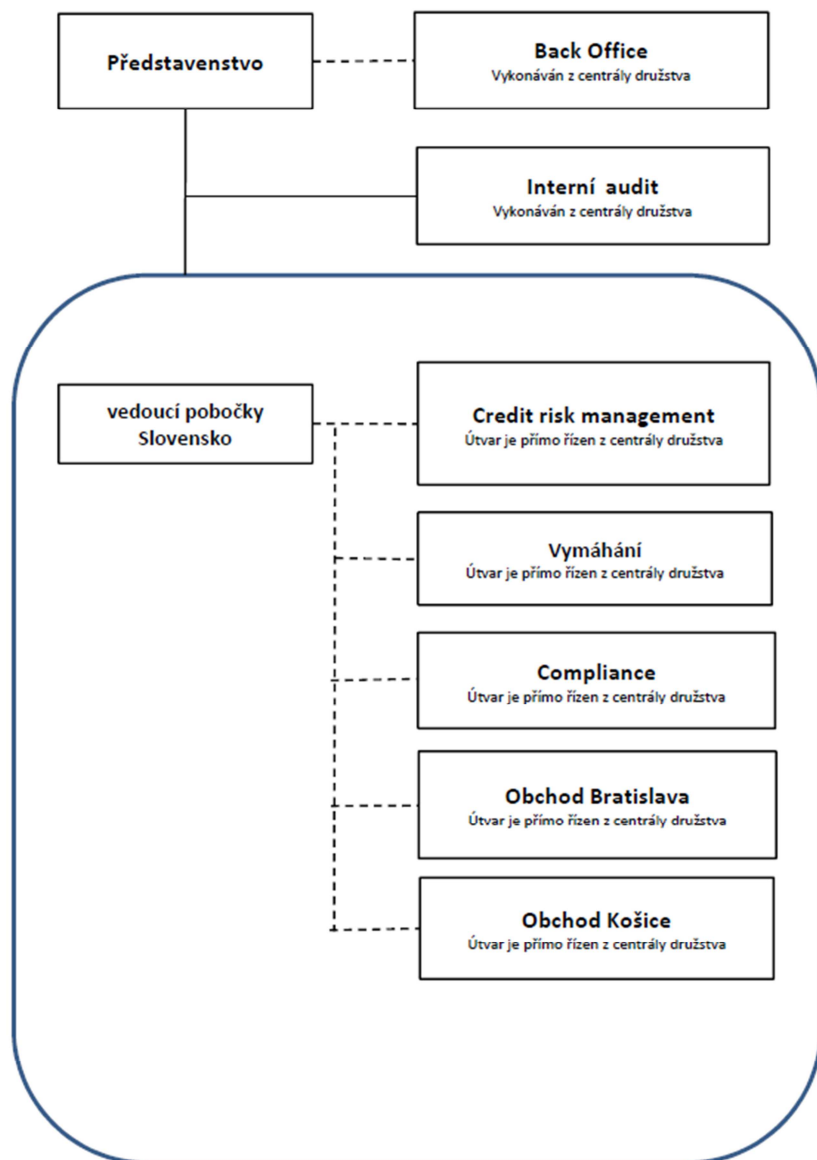 Představenstvo
Back Office
Vykonáván z centrály družstva
Interní audit
Vykonáván z centrály družstva
vedoucí pobočky
Slovensko
Credit risk management
Útvar je přímo řízen z centrály družstva
Vymáhání
Útvar je přímo řízen z centrály družstva
Compliance
Útvar je přímo řízen z centrály družstva
Obchod Bratislava
Útvar je přímo řízen z centrály družstva
Obchod Košice
Útvar je přímo řízen z centrály družstva